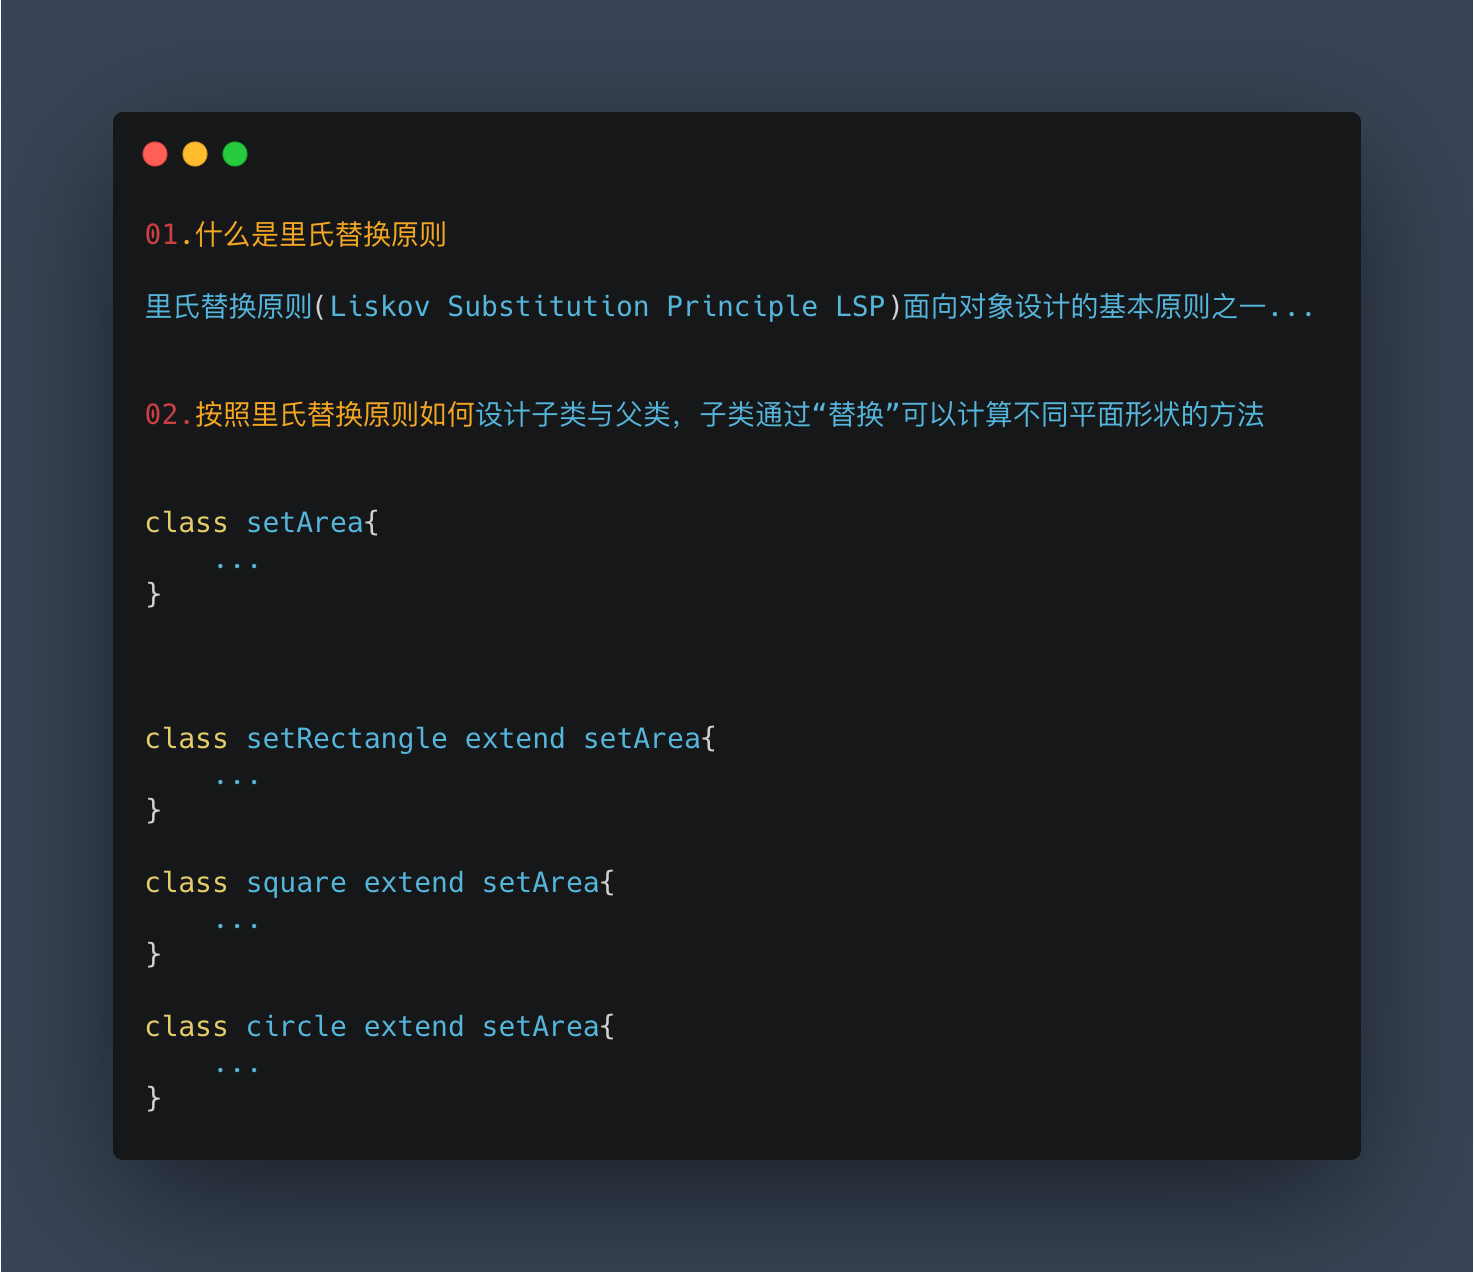 01.什么是里氏替换原则
里氏替换原则(Liskov Substitution Principle LSP)面向对象设计的基本原则之一...
02.按照里氏替换原则如何设计子类与父类，子类通过“替换”可以计算不同平面形状的方法
class setArea{
    ...
}
class setRectangle extend setArea{
    ...
}
class square extend setArea{
    ...
}
class circle extend setArea{
    ...
}